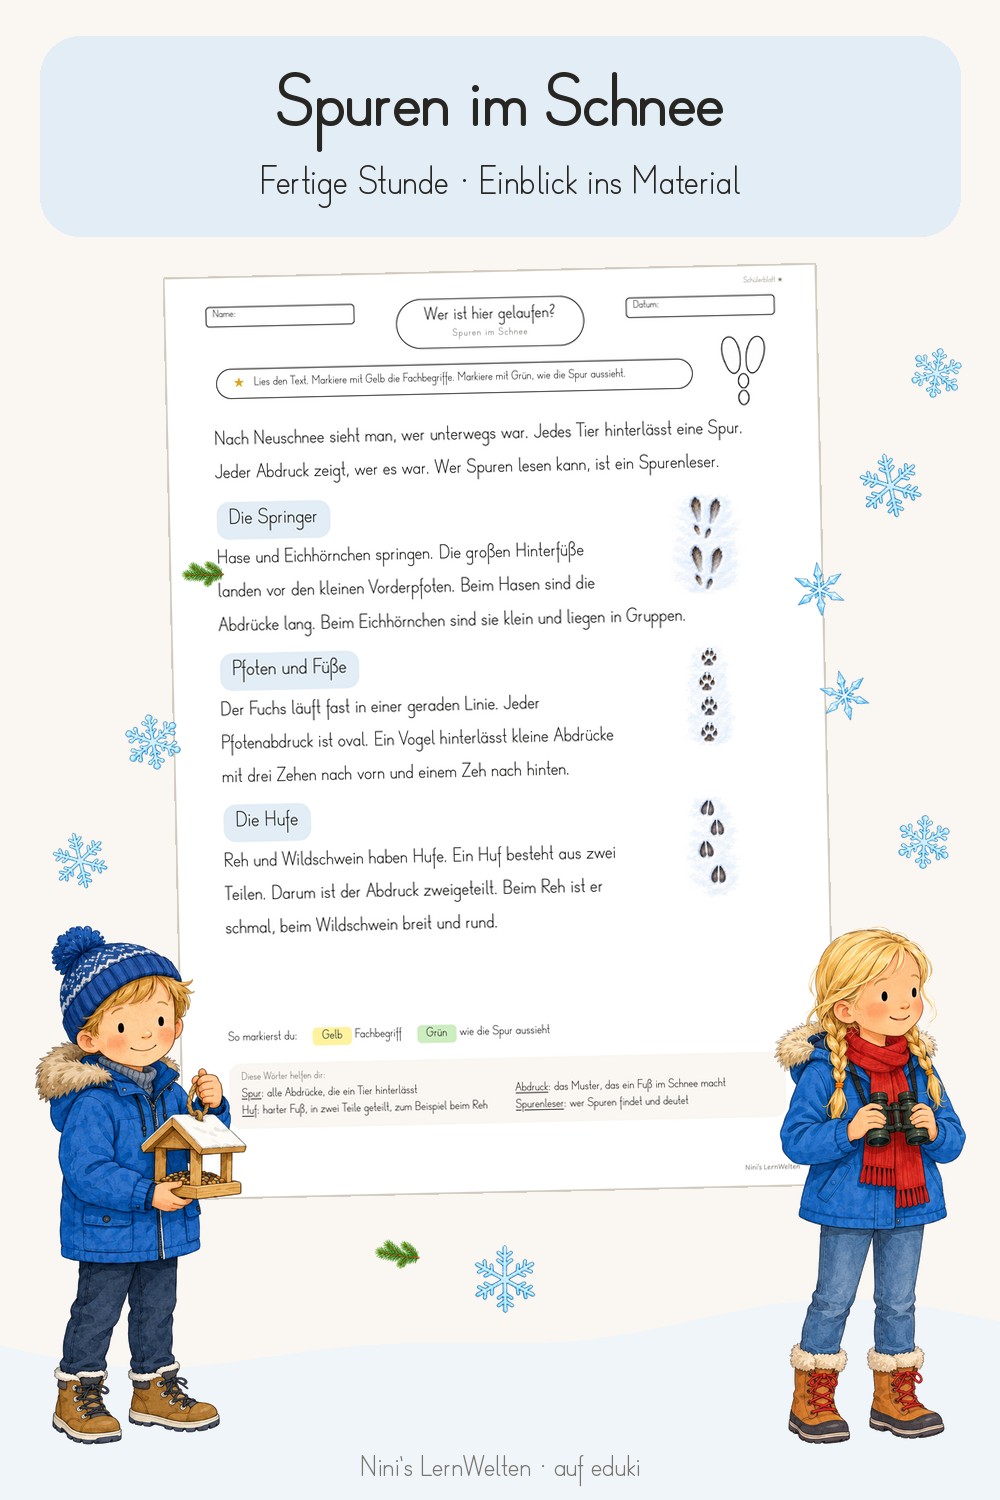 Spuren im Schnee
Fertige Stunde · Einblick ins Material
Schülerblatt ★
Name:
Wer ist hier gelaufen?
Spuren im Schnee
Datum:
★ Lies den Text. Markiere mit Gelb die Fachbegriffe. Markiere mit Grün, wie die Spur aussieht.
Nach Neuschnee sieht man, wer unterwegs war. Jedes Tier hinterlässt eine Spur.
Jeder Abdruck zeigt, wer es war. Wer Spuren lesen kann, ist ein Spurenleser.
Die Springer
Hase und Eichhörnchen springen. Die großen Hinterfüße
landen vor den kleinen Vorderpfoten. Beim Hasen sind die
Abdrücke lang. Beim Eichhörnchen sind sie klein und liegen in Gruppen.
Pfoten und Füße
Der Fuchs läuft fast in einer geraden Linie. Jeder
Pfotenabdruck ist oval. Ein Vogel hinterlässt kleine Abdrücke
mit drei Zehen nach vorn und einem Zeh nach hinten.
Die Hufe
Reh und Wildschwein haben Hufe. Ein Huf besteht aus zwei
Teilen. Darum ist der Abdruck zweigeteilt. Beim Reh ist er
schmal, beim Wildschwein breit und rund.
So markierst du: Gelb Fachbegriff Grün wie die Spur aussieht
Diese Wörter helfen dir:
Spur: alle Abdrücke, die ein Tier hinterlässt
Huf: harter Fuß, in zwei Teile geteilt, zum Beispiel beim Reh
Abdruck: das Muster, das ein Fuß im Schnee macht
Spurenleser: wer Spuren findet und deutet
Nini's LernWelten
Nini's LernWelten · auf eduki